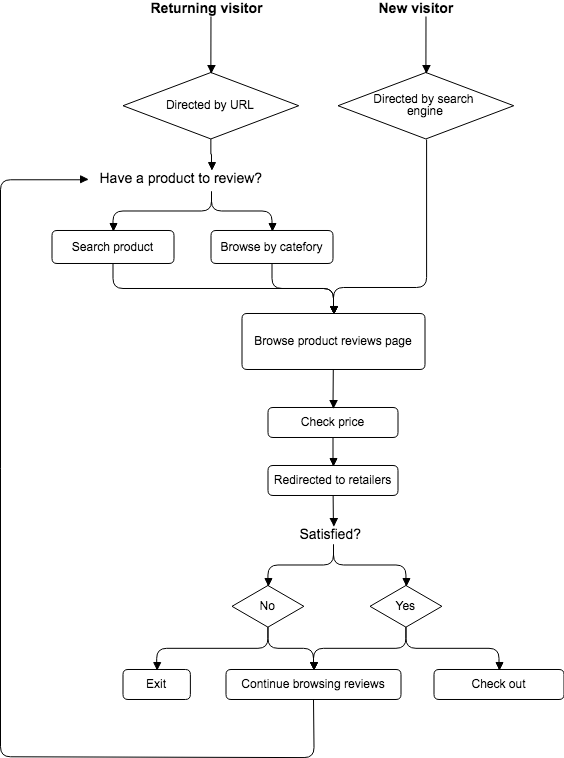 Returning visitor
New visitor
Directed by URL
Directed by search
engine
Have a product to review?
Search product
Browse by catefory
Browse product reviews page
Check price
Redirected to retailers
Satisfied?
No
Yes
Exit
Continue browsing reviews
Check out